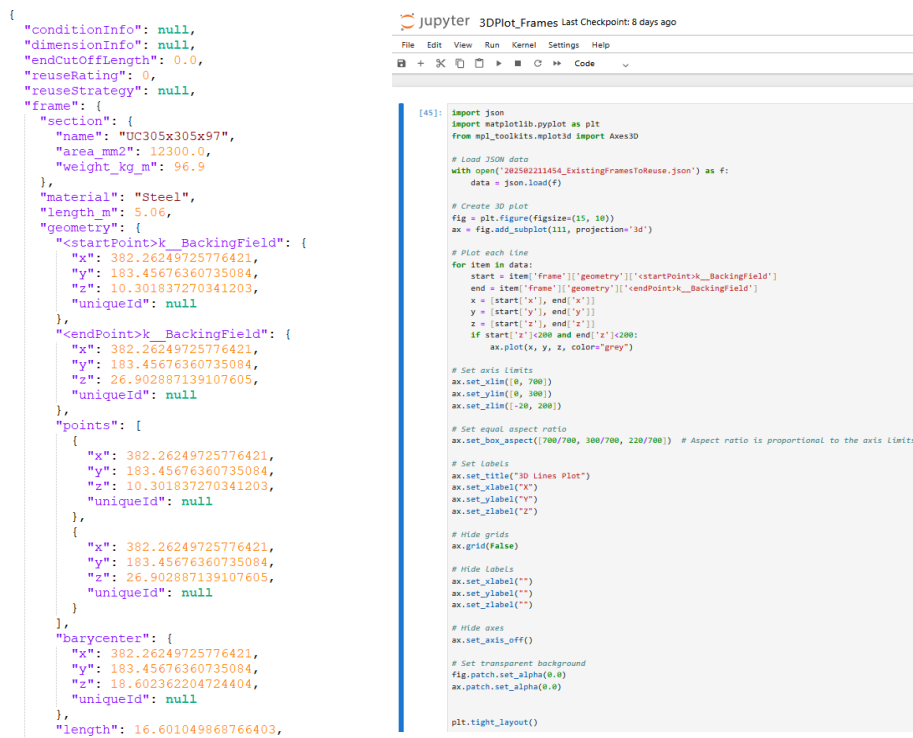 {
"conditionInfo": null,
"dimensionInfo": null,
"endCutOffLength": 0.0,
"reuseRating": 0,
"reuseStrategy": null,
"frame": {
"section": {
"name": "UC305x305x97",
"area_mm2": 12300.0,
"weight_kg_m": 96.9
},
"material": "Steel",
"length_m": 5.06,
"geometry": {
"<startPoint>k__BackingField": {
"x": 382.26249725776421,
"y": 183.45676360735084,
"z": 10.301837270341203,
"uniqueId": null
},
"<endPoint>k__BackingField": {
"x": 382.26249725776421,
"y": 183.45676360735084,
"z": 26.902887139107605,
"uniqueId": null
},
"points": [
{
"x": 382.26249725776421,
"y": 183.45676360735084,
"z": 10.301837270341203,
"uniqueId": null
},
{
"x": 382.26249725776421,
"y": 183.45676360735084,
"z": 26.902887139107605,
"uniqueId": null
}
],
"barycenter": {
"x": 382.26249725776421,
"y": 183.45676360735084,
"z": 18.602362204724404,
"uniqueId": null
},
"length": 16.601049868766403,
jupyter 3DPlot_Frames Last Checkpoint: 8 days ago
File Edit View Run Kernel Settings Help
Code
[45]: import json
import matplotlib.pyplot as plt
from mpl_toolkits.mplot3d import Axes3D
# Load JSON data
with open('202502211454_ExistingFramesToReuse.json') as f:
data = json.load(f)
# Create 3D plot
fig = plt.figure(figsize=(15, 10))
ax = fig.add_subplot(111, projection='3d')
# Plot each line
for item in data:
start = item['frame']['geometry']['<startPoint>k__BackingField']
end = item['frame']['geometry']['<endPoint>k__BackingField']
x = [start['x'], end['x']]
y = [start['y'], end['y']]
z = [start['z'], end['z']]
if start['z']<200 and end['z']<200:
ax.plot(x, y, z, color="grey")
# Set axis limits
ax.set_xlim([0, 700])
ax.set_ylim([0, 300])
ax.set_zlim([-20, 200])
# Set equal aspect ratio
ax.set_box_aspect([700/700, 300/700, 220/700]) # Aspect ratio is proportional to the axis limits
# Set labels
ax.set_title("3D Lines Plot")
ax.set_xlabel("X")
ax.set_ylabel("Y")
ax.set_zlabel("Z")
# Hide grids
ax.grid(False)
# Hide labels
ax.set_xlabel("")
ax.set_ylabel("")
ax.set_zlabel("")
# Hide axes
ax.set_axis_off()
# Set transparent background
fig.patch.set_alpha(0.0)
ax.patch.set_alpha(0.0)
plt.tight_layout()